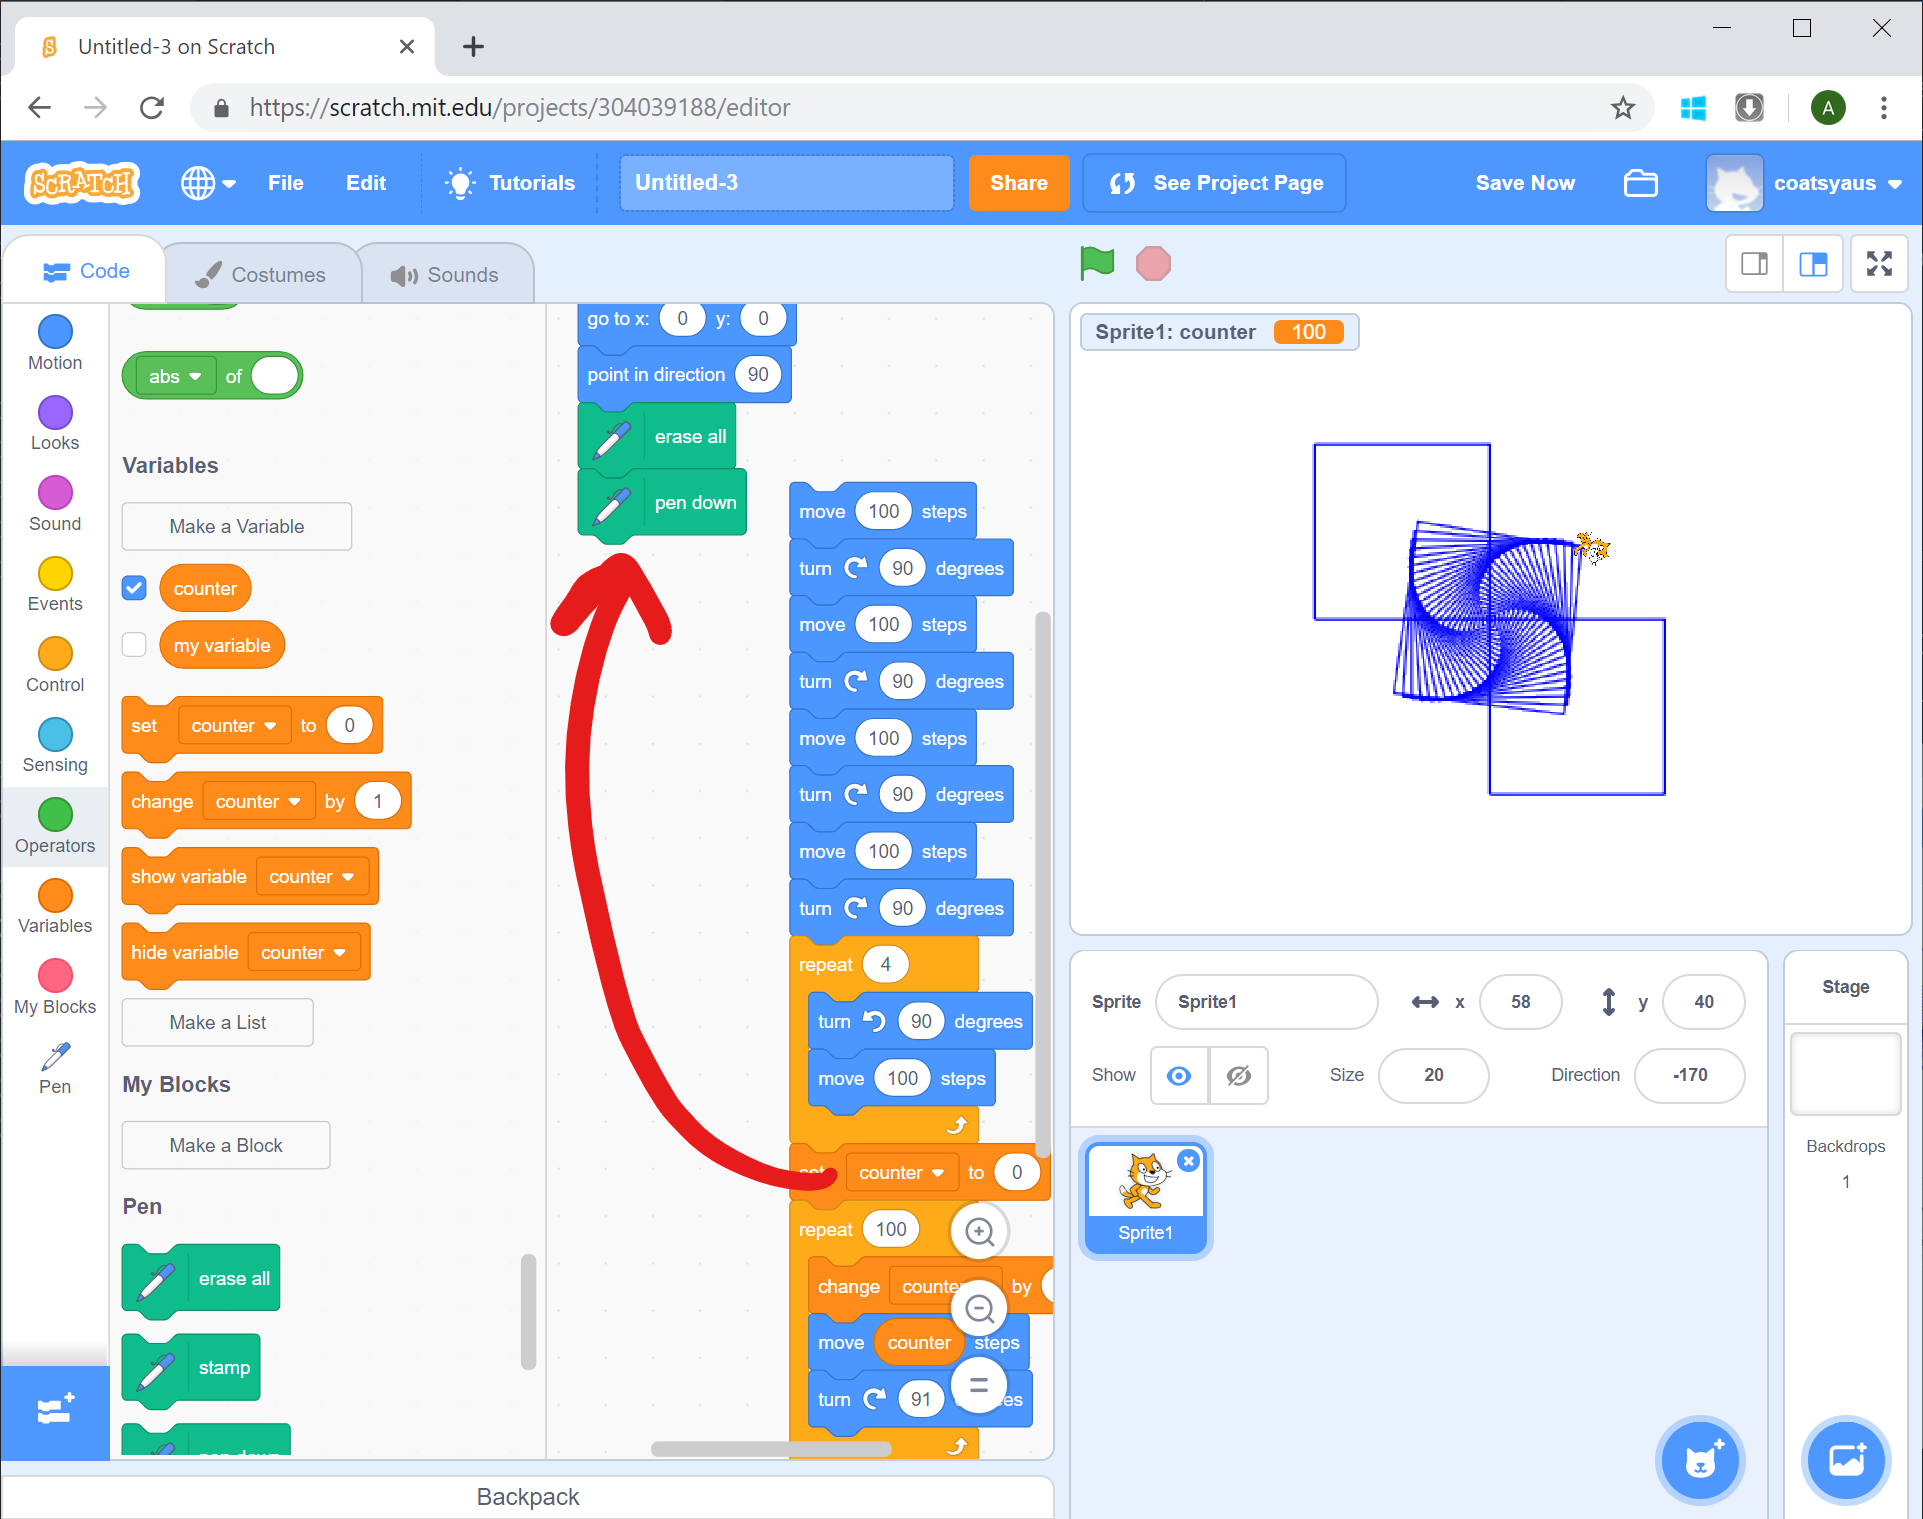 Untitled-3 on Scratch
https://scratch.mit.edu/projects/304039188/editor
A
SCRATCH
File
Edit
Tutorials
Untitled-3
Share
See Project Page
Save Now
coatsyaus
Code
Costumes
Sounds
Motion
Looks
Sound
Events
Control
Sensing
Operators
Variables
My Blocks
Pen
abs of
Variables
Make a Variable
counter
my variable
set counter to 0
change counter by 1
show variable counter
hide variable counter
Make a List
My Blocks
Make a Block
Pen
erase all
stamp
pen down
go to x: 0 y: 0
point in direction 90
erase all
pen down
move 100 steps
turn 90 degrees
move 100 steps
turn 90 degrees
move 100 steps
turn 90 degrees
move 100 steps
turn 90 degrees
repeat 4
turn 90 degrees
move 100 steps
set counter to 0
repeat 100
change counter by
move counter steps
turn 91 degrees
Backpack
Sprite1: counter 100
Sprite Sprite1 x 58 y 40
Show Size 20 Direction -170
Sprite1
Stage
Backdrops
1